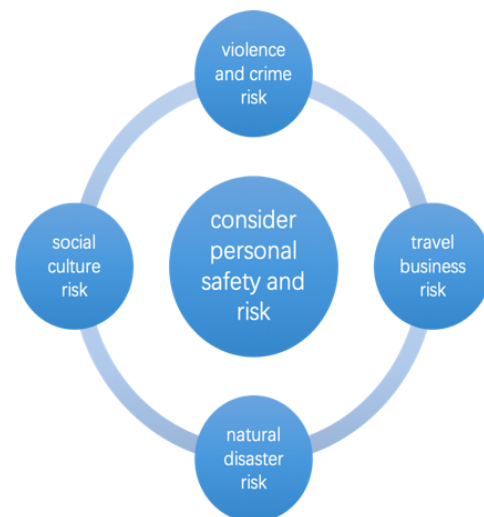 violence
and crime
risk
social
culture
risk
consider
personal
safety and
risk
travel
business
risk
natural
disaster
risk